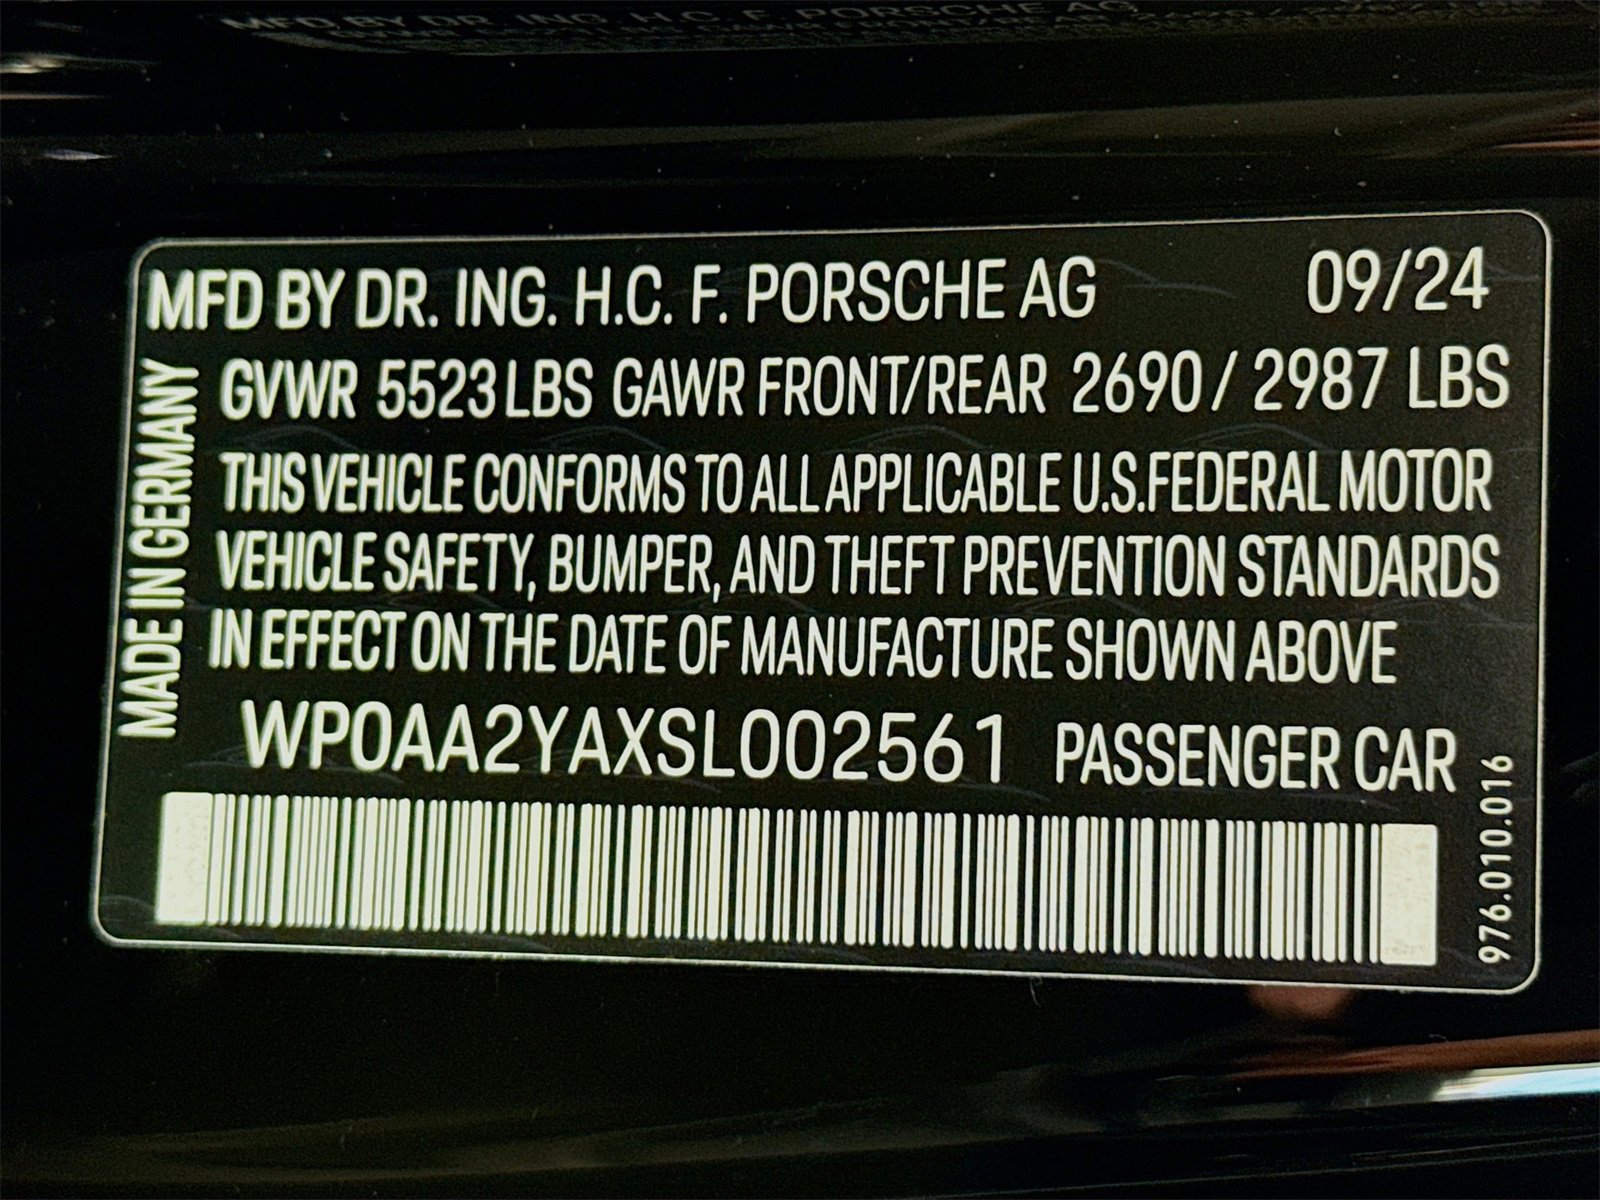 MFD BY DR. ING. H.C. F. PORSCHE AG 09/24
GVWR 5523 LBS GAWR FRONT/REAR 2690 / 2987 LBS
THIS VEHICLE CONFORMS TO ALL APPLICABLE U.S.FEDERAL MOTOR
VEHICLE SAFETY, BUMPER, AND THEFT PREVENTION STANDARDS
IN EFFECT ON THE DATE OF MANUFACTURE SHOWN ABOVE
WP0AA2YAXSL002561 PASSENGER CAR
MADE IN GERMANY
976.010.016